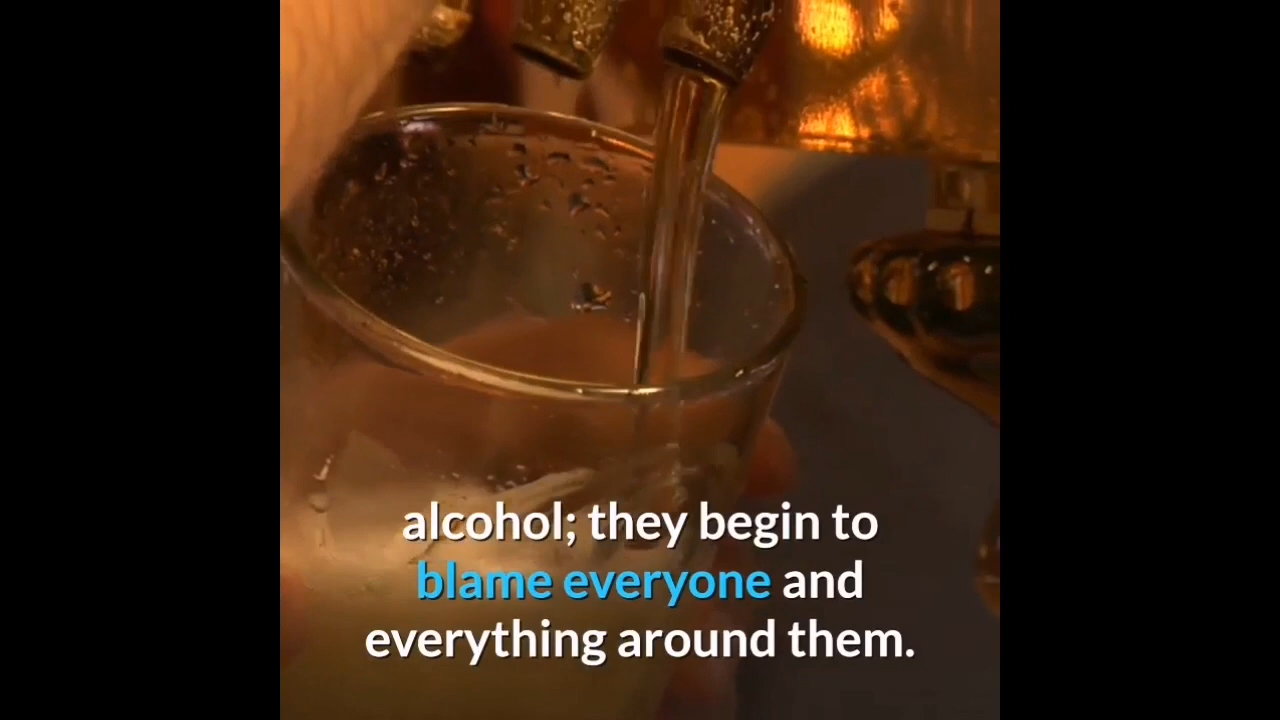 alcohol; they begin to
blame everyone and
everything around them.